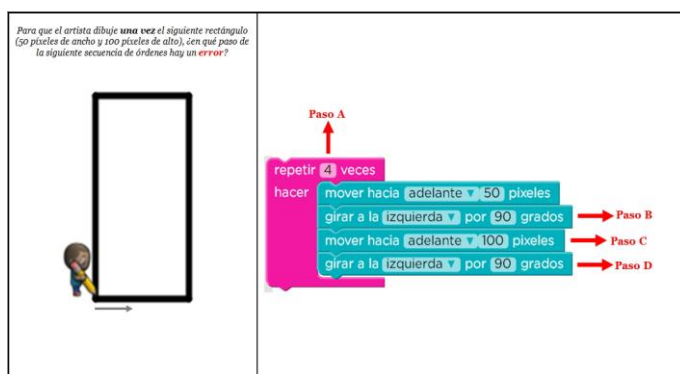 Para que el artista dibuje una vez el siguiente rectángulo
(50 píxeles de ancho y 100 píxeles de alto), ¿en qué paso de
la siguiente secuencia de órdenes hay un error?
Paso A
repetir 4 veces
hacer mover hacia adelante ▼ 50 pixeles
girar a la izquierda ▼ por 90 grados Paso B
mover hacia adelante ▼ 100 pixeles Paso C
girar a la izquierda ▼ por 90 grados Paso D